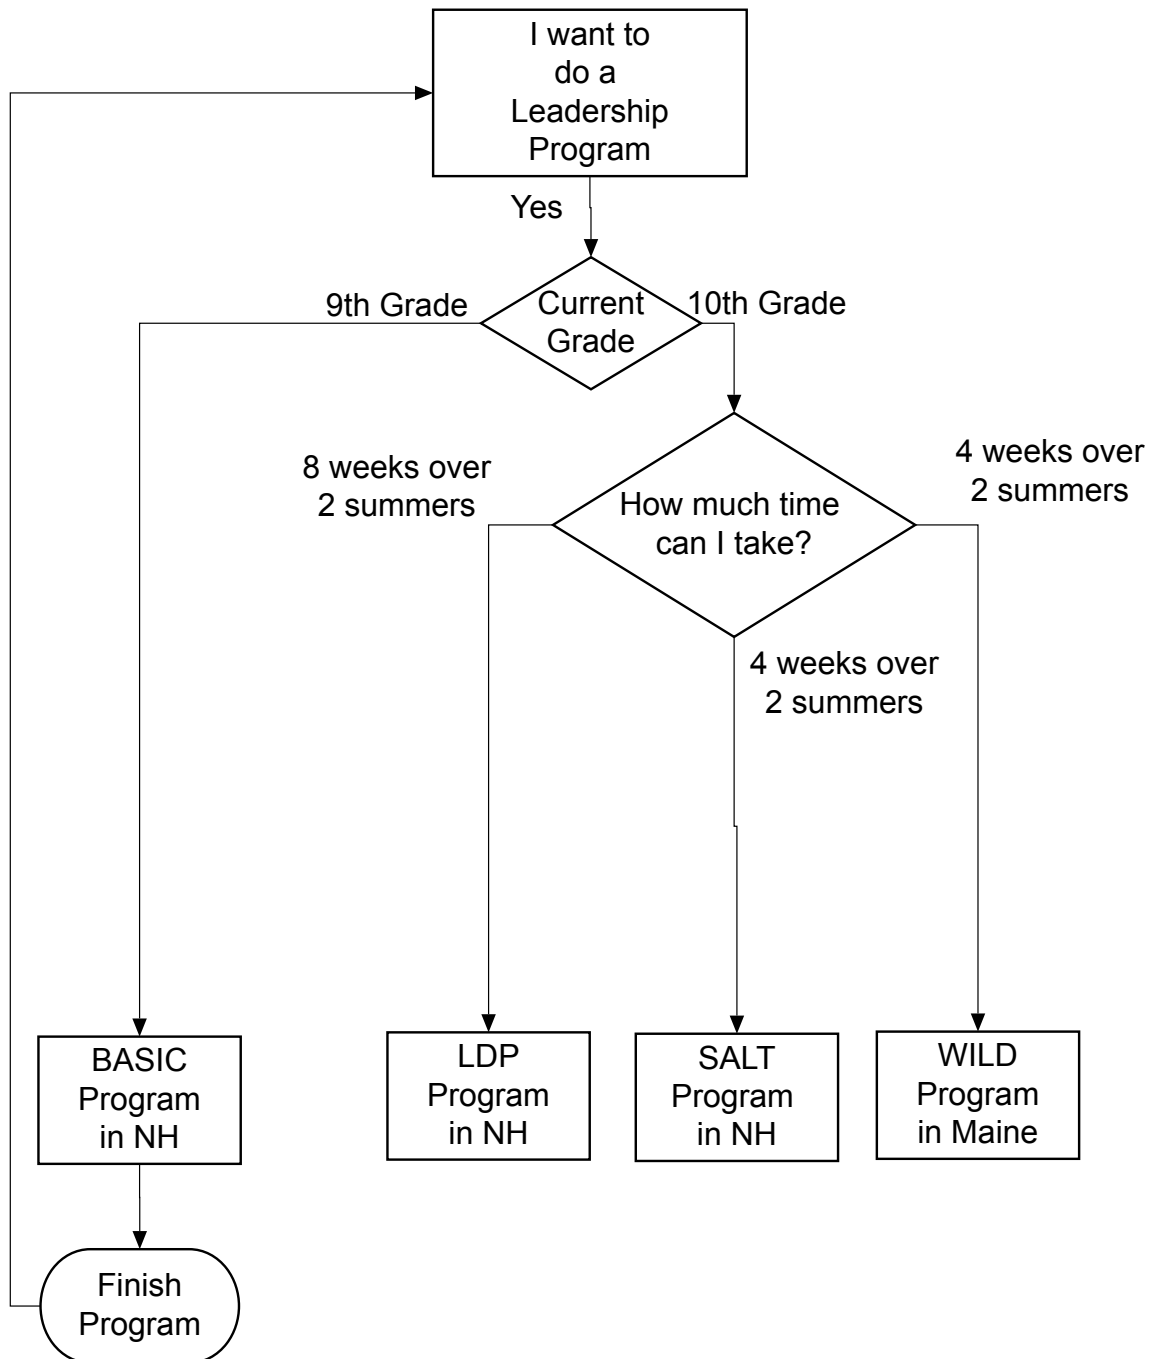 I want to
do a
Leadership
Program
Yes
9th Grade
Current
Grade
10th Grade
8 weeks over
2 summers
How much time
can I take?
4 weeks over
2 summers
4 weeks over
2 summers
BASIC
Program
in NH
LDP
Program
in NH
SALT
Program
in NH
WILD
Program
in Maine
Finish
Program